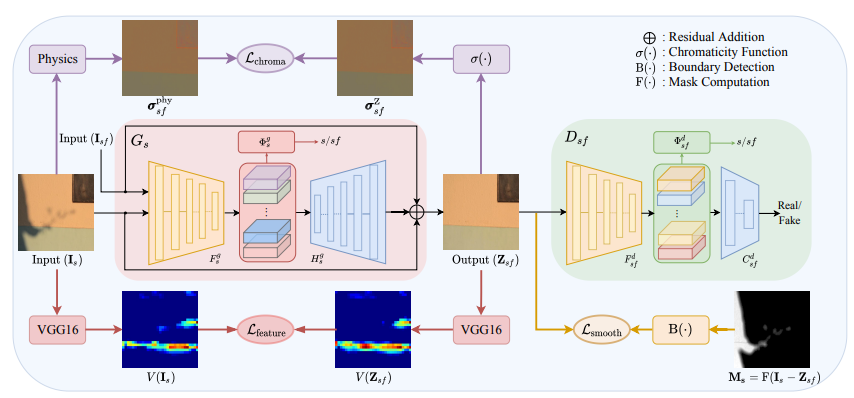 ⊕ : Residual Addition
σ(·) : Chromaticity Function
B(·) : Boundary Detection
F(·) : Mask Computation
Physics
σ_sf^phy
ℒ_chroma
σ_sf^Z
σ(·)
Input (I_sf)
G_s
Φ_s^g
s/sf
F_s^g
H_s^g
Input (I_s)
Output (Z_sf)
D_sf
Φ_sf^d
s/sf
F_sf^d
C_sf^d
Real/
Fake
VGG16
V(I_s)
ℒ_feature
V(Z_sf)
VGG16
ℒ_smooth
B(·)
M_s = F(I_s − Z_sf)